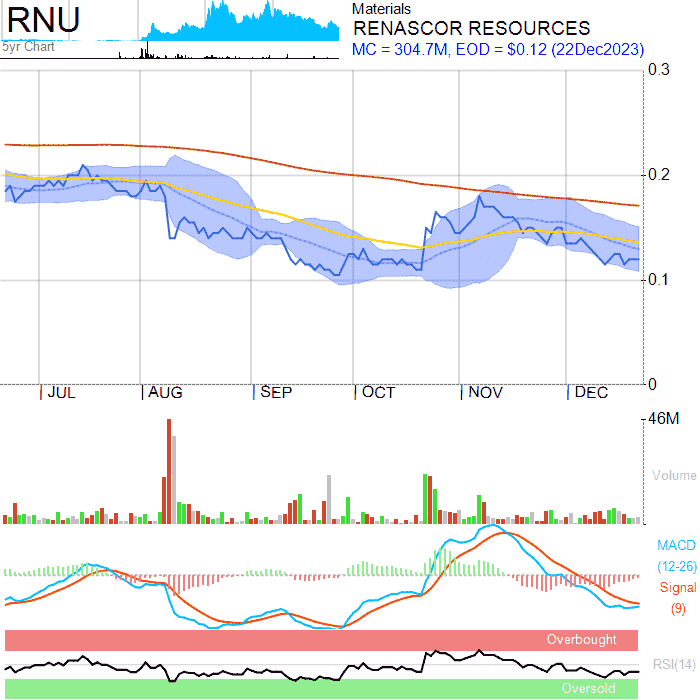 RNU
5yr Chart
Materials
RENASCOR RESOURCES
MC = 304.7M, EOD = $0.12 (22Dec2023)
0.3
0.2
0.1
0
JUL AUG SEP OCT NOV DEC
46M
Volume
MACD
(12-26)
Signal
(9)
Overbought
RSI(14)
Oversold